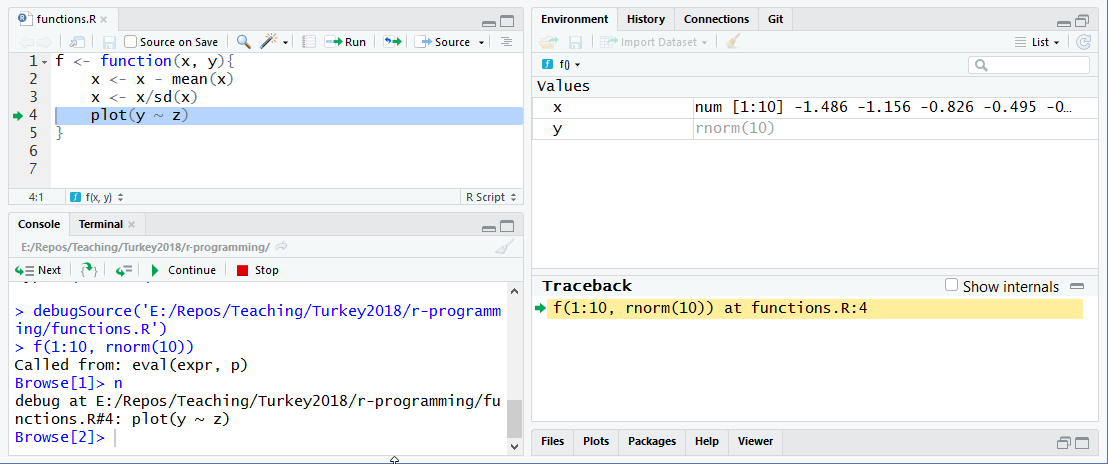 functions.R
Source on Save
Run
Source
1 f <- function(x, y){
2     x <- x - mean(x)
3     x <- x/sd(x)
4     plot(y ~ z)
5 }
6
7
4:1 f(x, y) R Script
Console Terminal
E:/Repos/Teaching/Turkey2018/r-programming/
Next Continue Stop
> debugSource('E:/Repos/Teaching/Turkey2018/r-programm
ing/functions.R')
> f(1:10, rnorm(10))
Called from: eval(expr, p)
Browse[1]> n
debug at E:/Repos/Teaching/Turkey2018/r-programming/fu
nctions.R#4: plot(y ~ z)
Browse[2]>
Environment History Connections Git
Import Dataset List
f()
Values
x num [1:10] -1.486 -1.156 -0.826 -0.495 -0…
y rnorm(10)
Traceback Show internals
f(1:10, rnorm(10)) at functions.R:4
Files Plots Packages Help Viewer